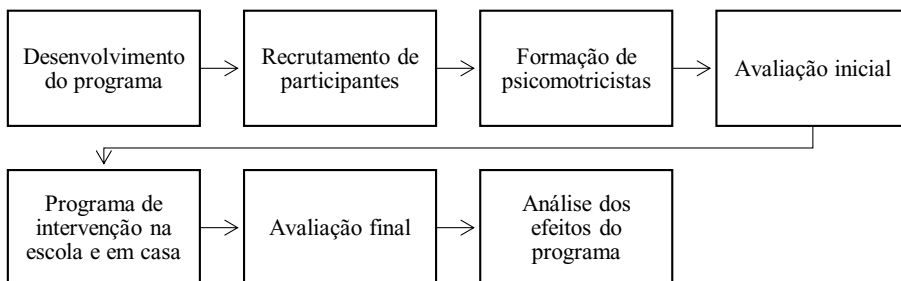 Desenvolvimento
do programa
Recrutamento de
participantes
Formação de
psicomotricistas
Avaliação inicial
Programa de
intervenção na
escola e em casa
Avaliação final
Análise dos
efeitos do
programa